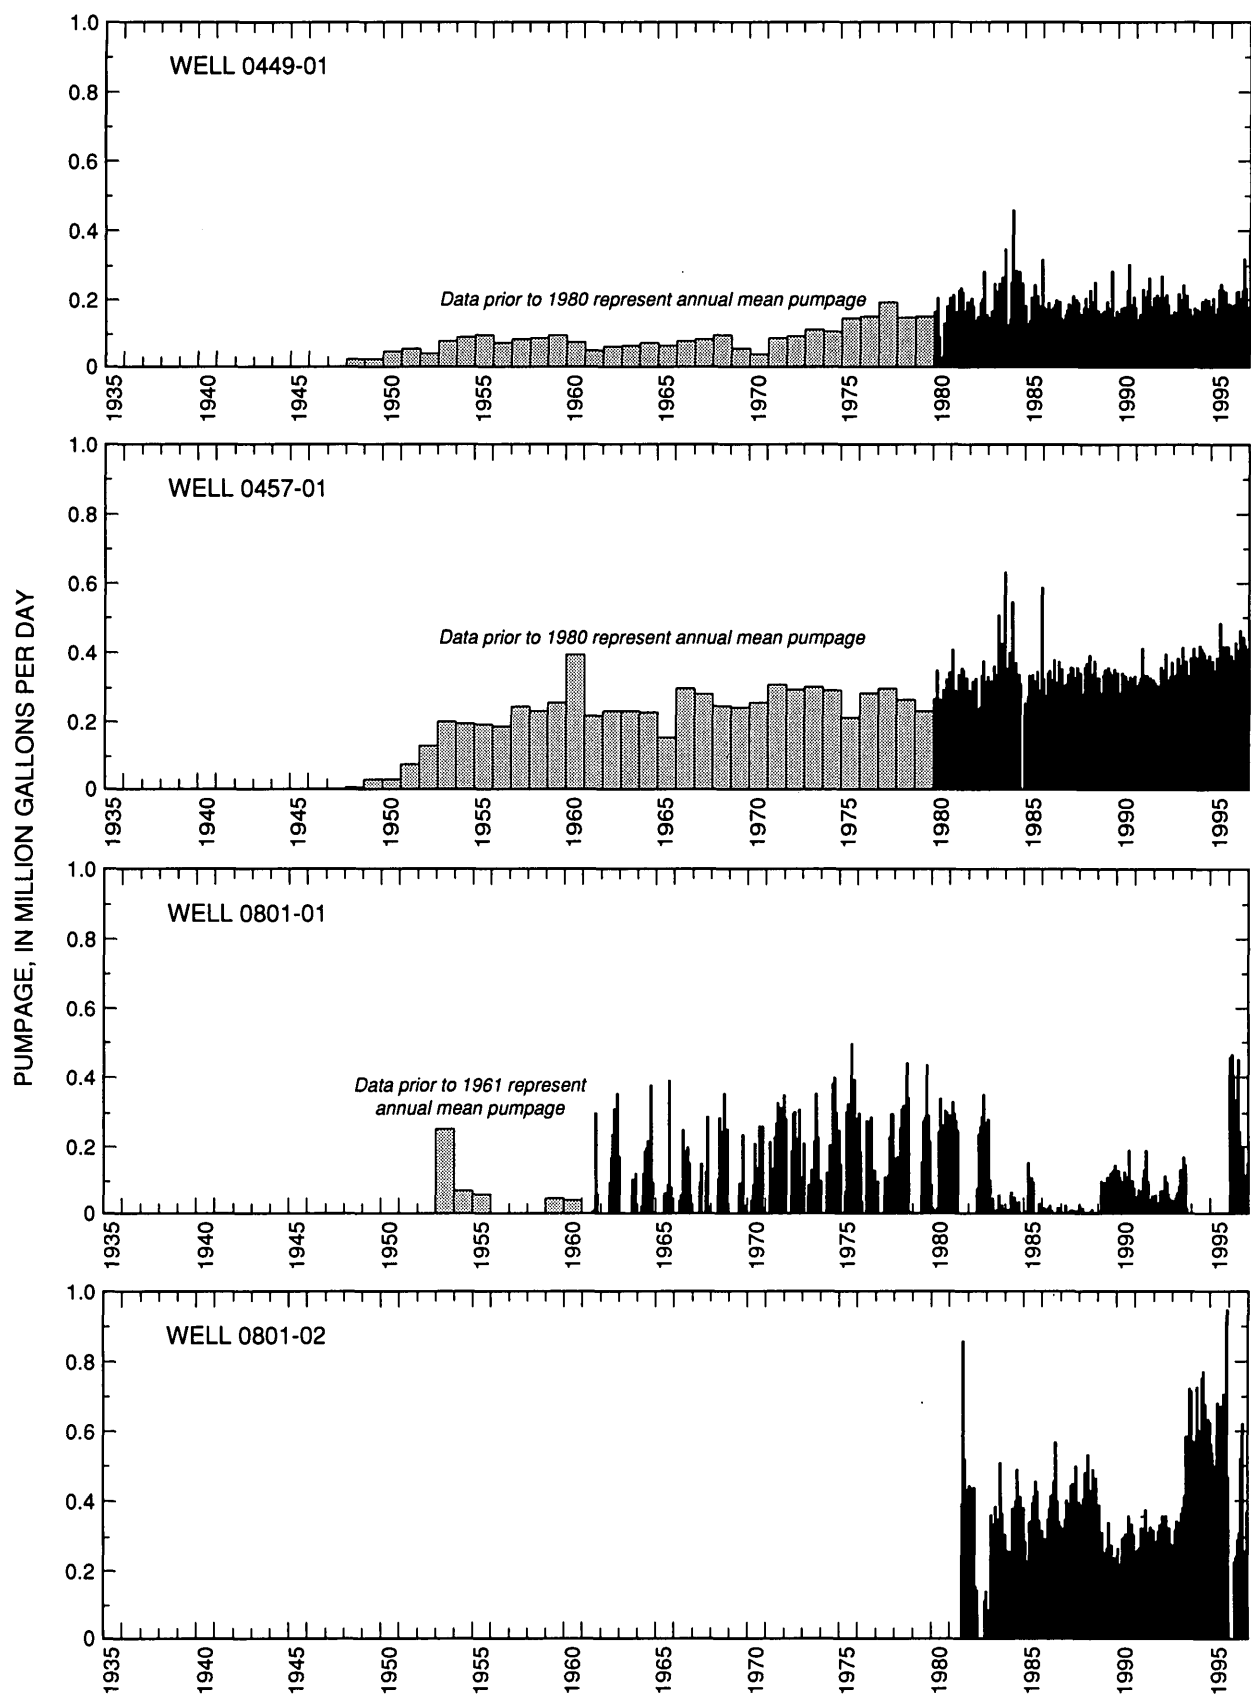 PUMPAGE, IN MILLION GALLONS PER DAY
WELL 0449-01
1.0
0.8
0.6
0.4
0.2
0
Data prior to 1980 represent annual mean pumpage
1935 1940 1945 1950 1955 1960 1965 1970 1975 1980 1985 1990 1995
WELL 0457-01
1.0
0.8
0.6
0.4
0.2
0
Data prior to 1980 represent annual mean pumpage
1935 1940 1945 1950 1955 1960 1965 1970 1975 1980 1985 1990 1995
WELL 0801-01
1.0
0.8
0.6
0.4
0.2
0
Data prior to 1961 represent
annual mean pumpage
1935 1940 1945 1950 1955 1960 1965 1970 1975 1980 1985 1990 1995
WELL 0801-02
1.0
0.8
0.6
0.4
0.2
0
1935 1940 1945 1950 1955 1960 1965 1970 1975 1980 1985 1990 1995